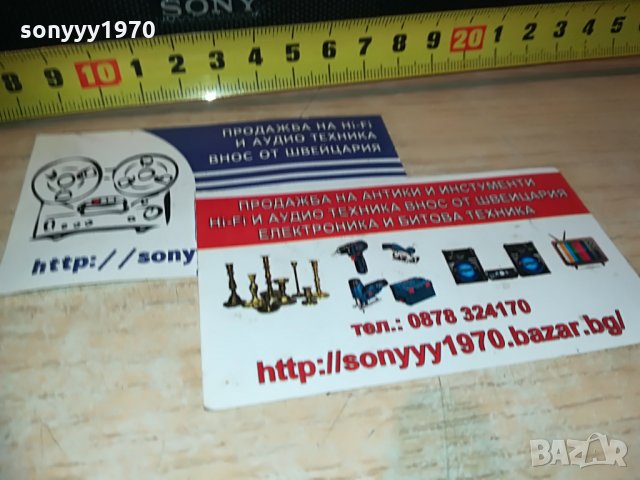 sonyyy1970
SONY
8 9 10 1 2 3 4 5 6 7 8 9 20 1 2 3 4
ПРОДАЖБА НА Hi-Fi
И АУДИО ТЕХНИКА
ВНОС ОТ ШВЕЙЦАРИЯ
http://sony
ПРОДАЖБА НА АНТИКИ И ИНСТУМЕНТИ
Hi-Fi И АУДИО ТЕХНИКА ВНОС ОТ ШВЕЙЦАРИЯ
ЕЛЕКТРОНИКА И БИТОВА ТЕХНИКА
тел.: 0878 324170
http://sonyyy1970.bazar.bg/
BAZAR
bg